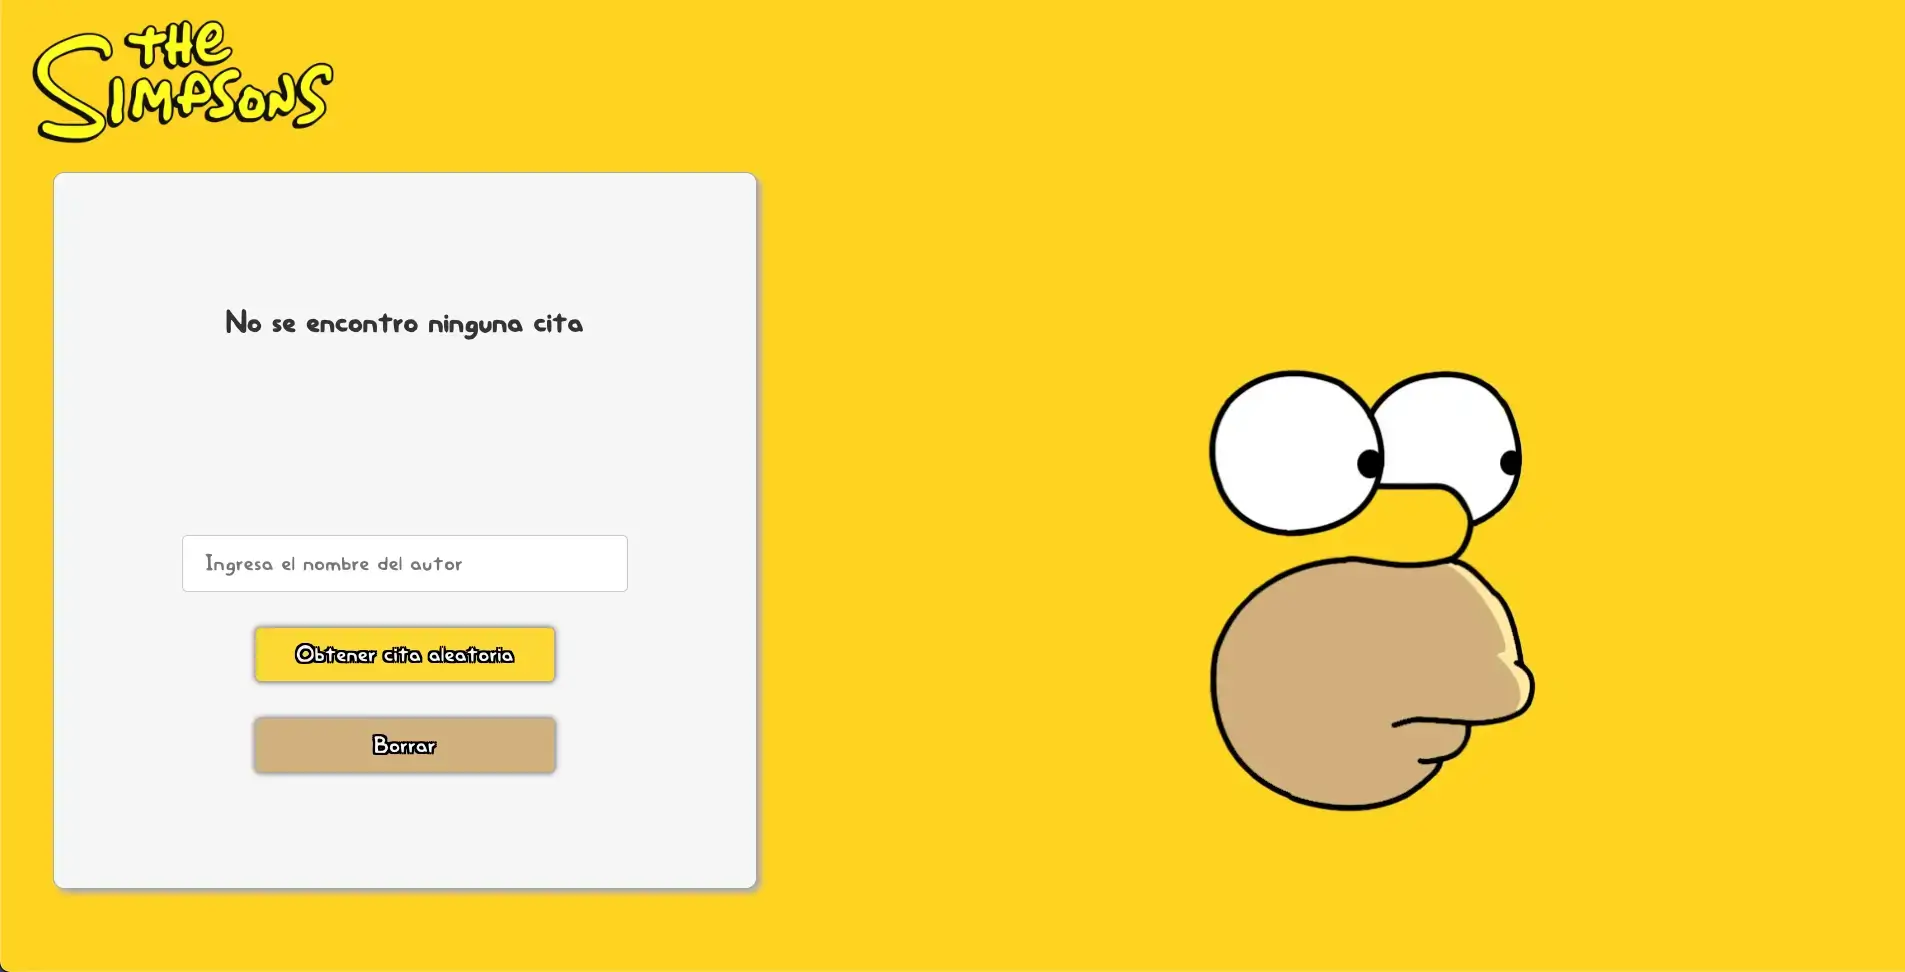 THE
SIMPSONS
No se encontro ninguna cita
Ingresa el nombre del autor
Obtener cita aleatoria
Borrar